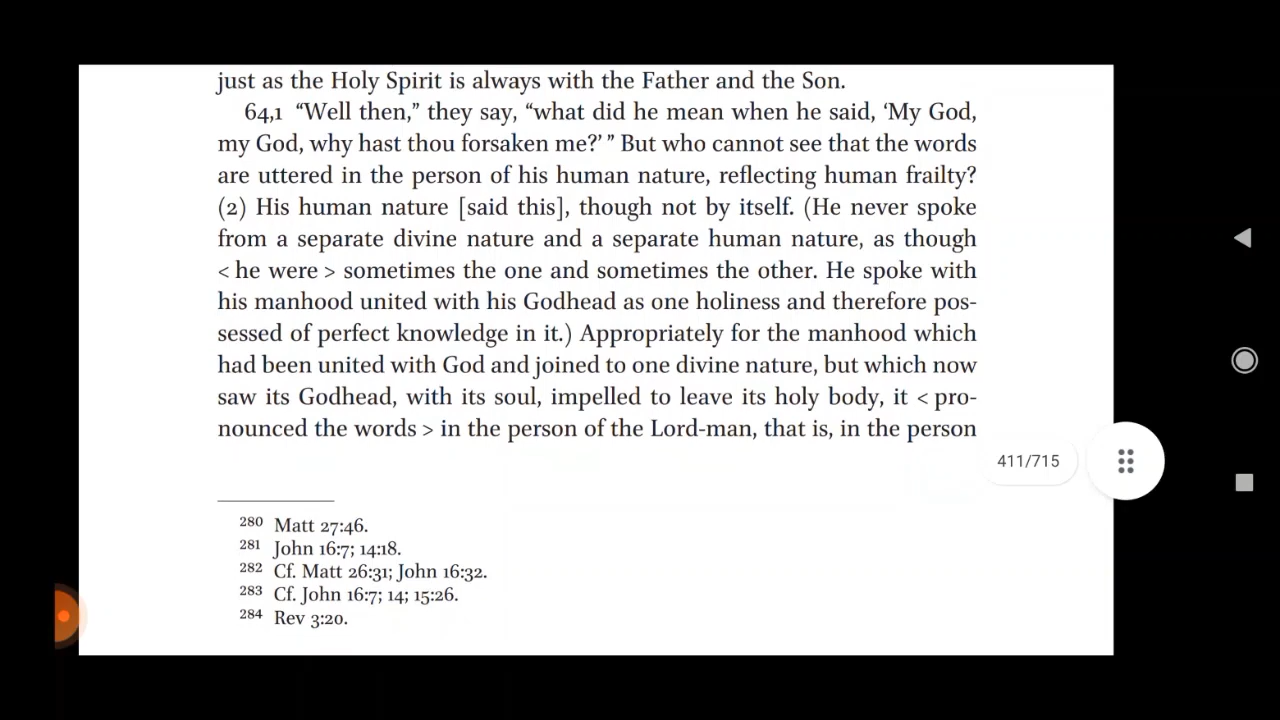 just as the Holy Spirit is always with the Father and the Son.
64,1 “Well then,” they say, “what did he mean when he said, ‘My God,
my God, why hast thou forsaken me?’ ” But who cannot see that the words
are uttered in the person of his human nature, reflecting human frailty?
(2) His human nature [said this], though not by itself. (He never spoke
from a separate divine nature and a separate human nature, as though
< he were > sometimes the one and sometimes the other. He spoke with
his manhood united with his Godhead as one holiness and therefore pos-
sessed of perfect knowledge in it.) Appropriately for the manhood which
had been united with God and joined to one divine nature, but which now
saw its Godhead, with its soul, impelled to leave its holy body, it < pro-
nounced the words > in the person of the Lord-man, that is, in the person
411/715
280 Matt 27:46.
281 John 16:7; 14:18.
282 Cf. Matt 26:31; John 16:32.
283 Cf. John 16:7; 14; 15:26.
284 Rev 3:20.